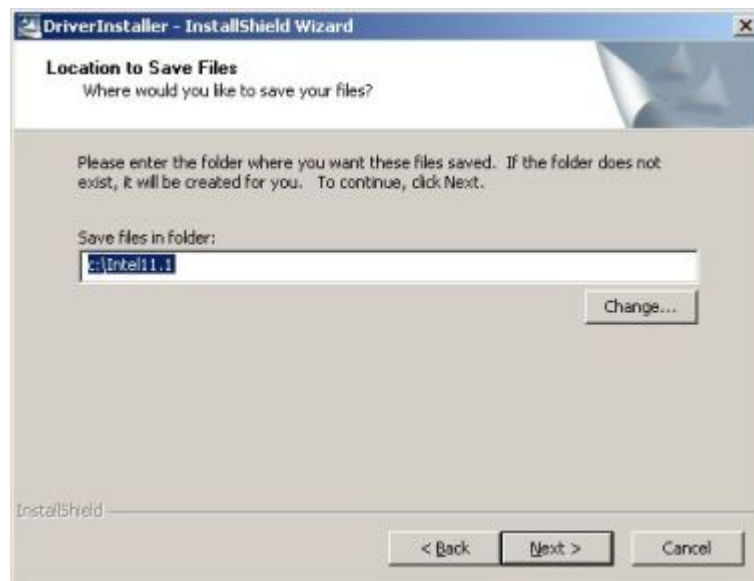 DriverInstaller - InstallShield Wizard
Location to Save Files
Where would you like to save your files?
Please enter the folder where you want these files saved. If the folder does not
exist, it will be created for you. To continue, click Next.
Save files in folder:
c:\Intel11.1
Change...
InstallShield
< Back
Next >
Cancel